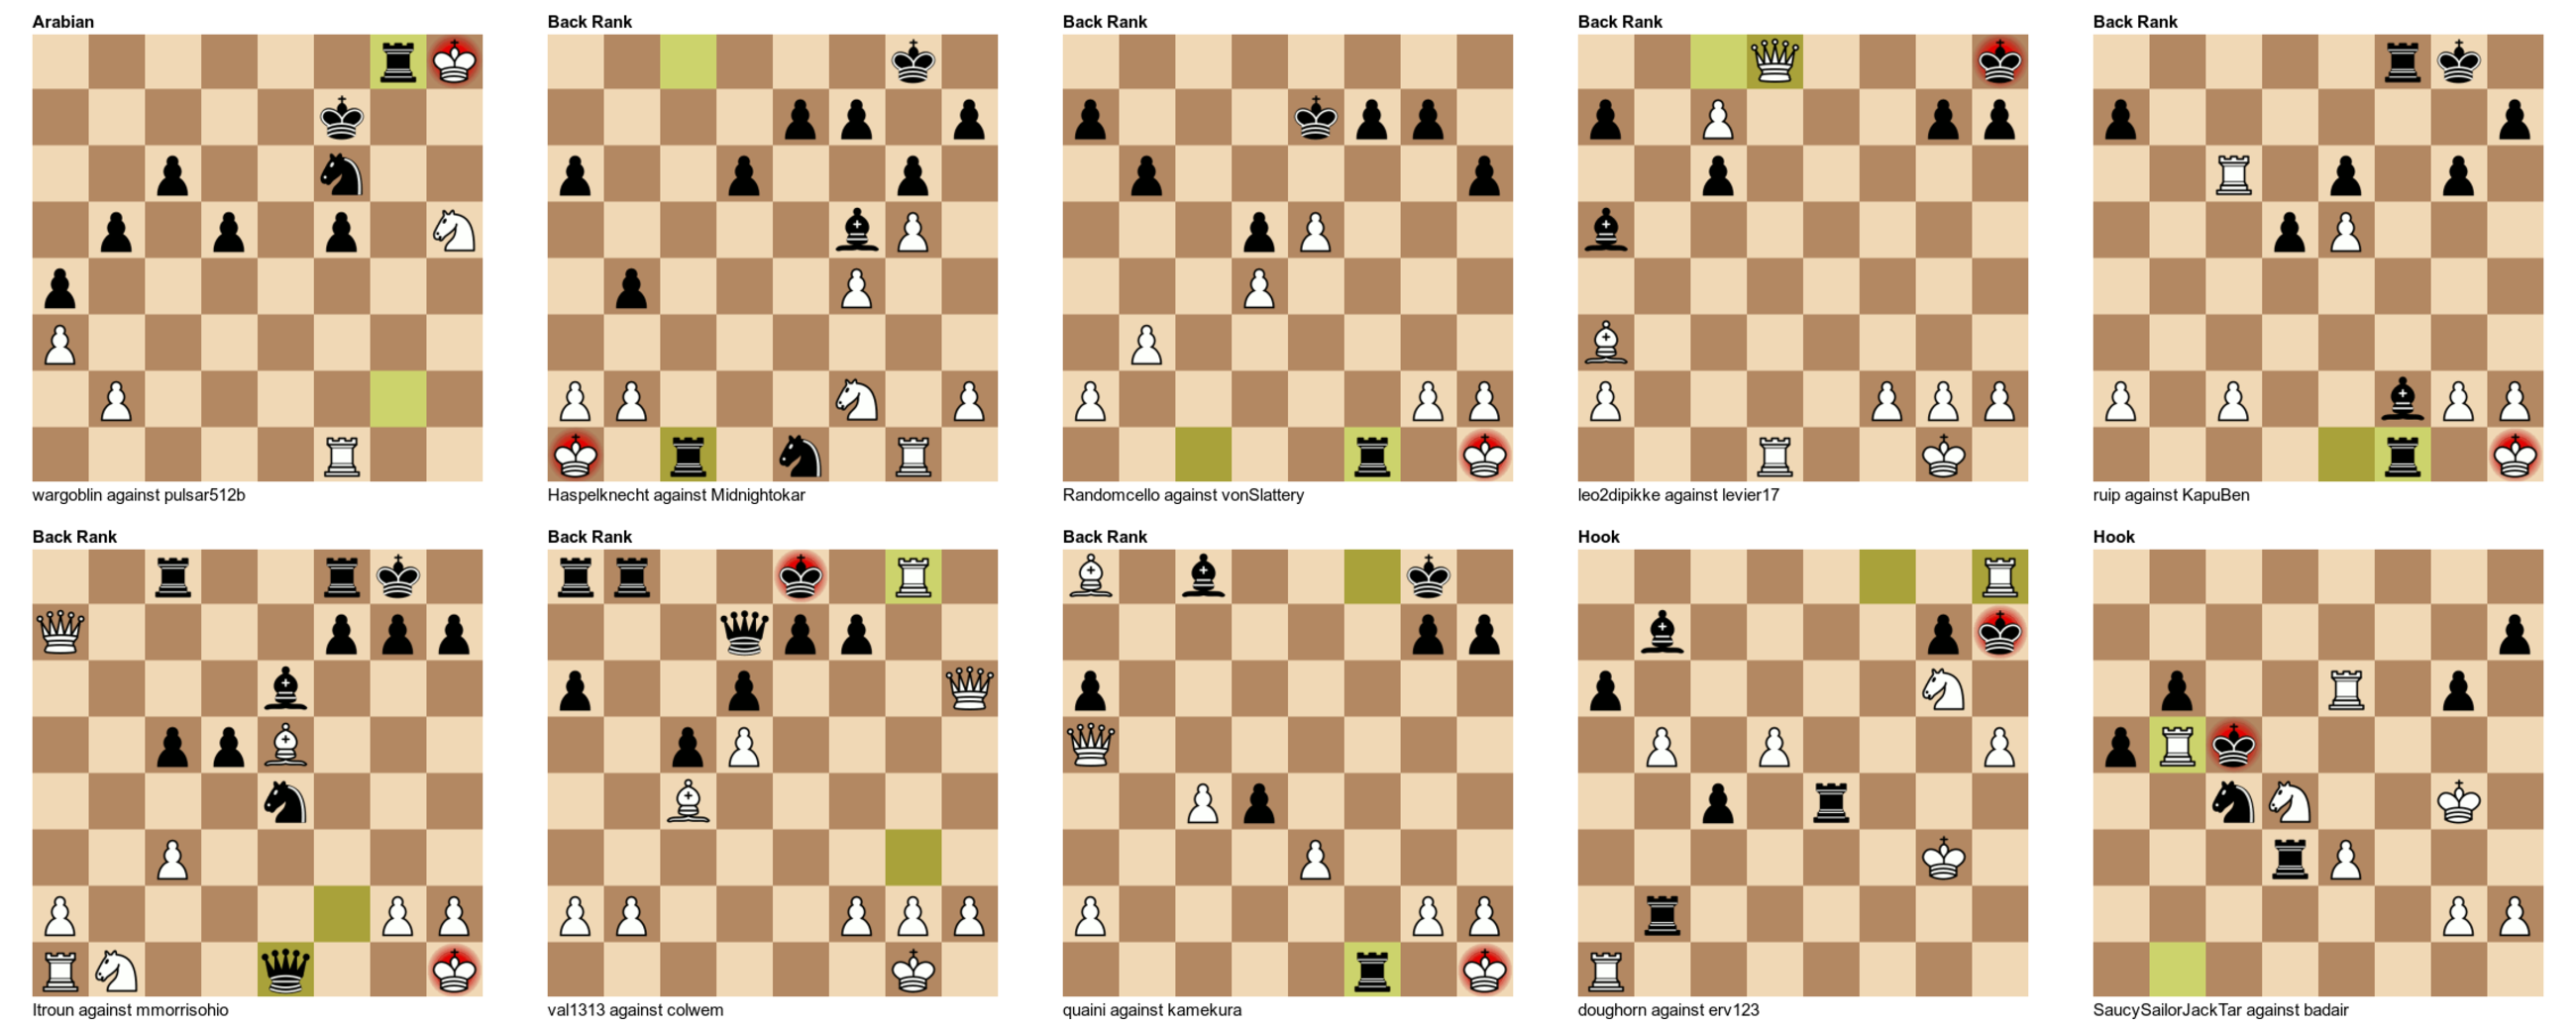 Arabian
Back Rank
Back Rank
Back Rank
Back Rank
wargoblin against pulsar512b
Haspelknecht against Midnightokar
Randomcello against vonSlattery
leo2dipikke against levier17
ruip against KapuBen
Back Rank
Back Rank
Back Rank
Hook
Hook
ltroun against mmorrisohio
val1313 against colwem
quaini against kamekura
doughorn against erv123
SaucySailorJackTar against badair